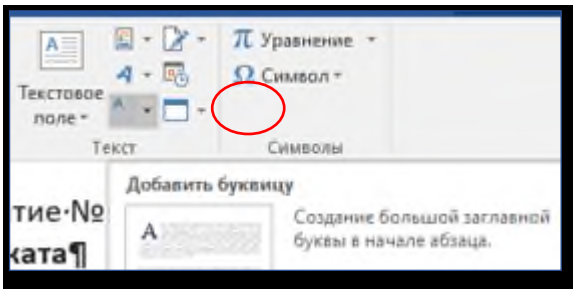 π Уравнение
Текстовое поле
A
Ω Символ
Текст
Символы
Добавить буквицу
тие·№
ката¶
A
Создание большой заглавной
буквы в начале абзаца.